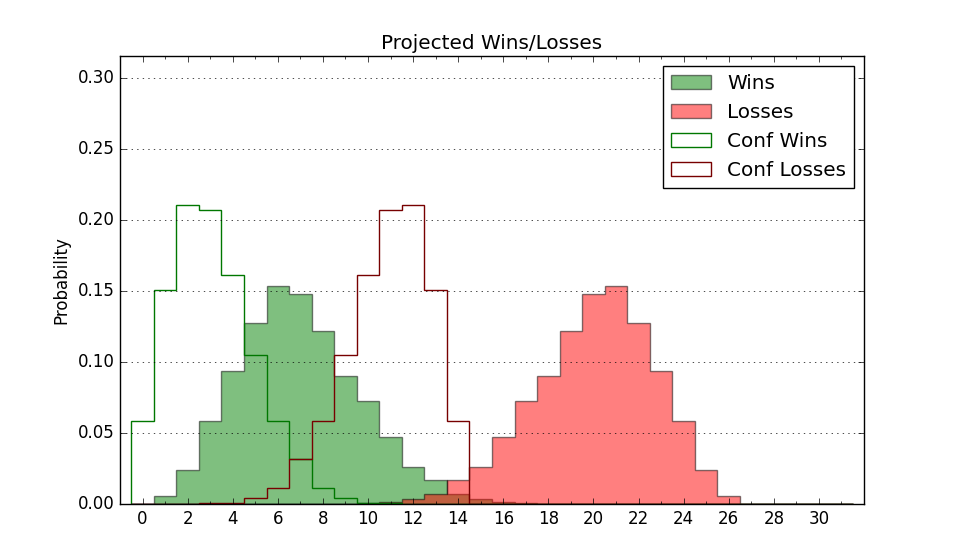 Projected Wins/Losses
Wins
Losses
Conf Wins
Conf Losses
Probability
0.30
0.25
0.20
0.15
0.10
0.05
0.00
0 2 4 6 8 10 12 14 16 18 20 22 24 26 28 30